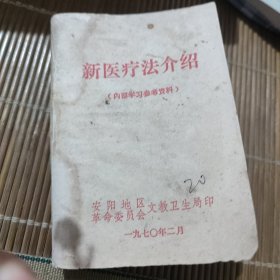 新医疗法介绍
（内部学习参考资料）
20
安阳地区
革命委员会 文教卫生局印
一九七〇年二月